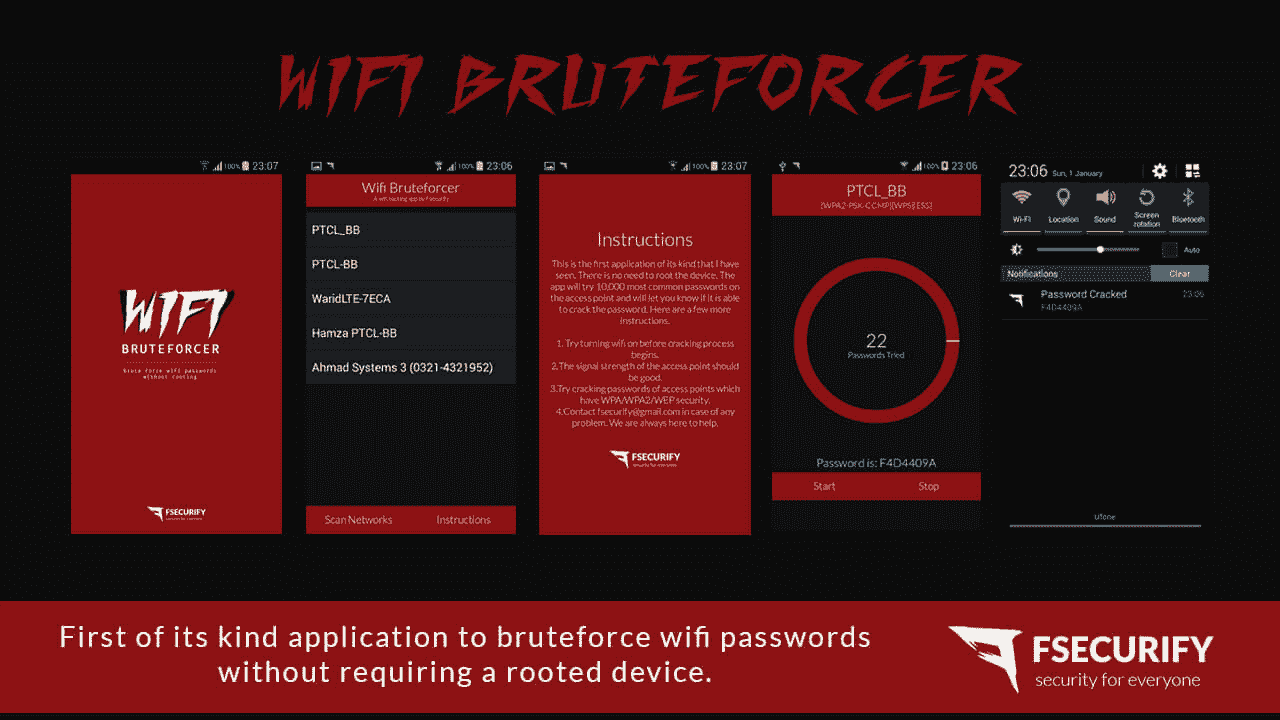 WIFI BRUTEFORCER
100% 23:07
WIFI
BRUTEFORCER
Brute force wifi passwords
without rooting
FSECURIFY
security for everyone
100% 23:06
Wifi Bruteforcer
A wifi hacking app by Fsecurify
PTCL_BB
PTCL-BB
WaridLTE-7ECA
Hamza PTCL-BB
Ahmad Systems 3 (0321-4321952)
Scan Networks Instructions
100% 23:07
Instructions
This is the first application of its kind that I have
seen. There is no need to root the device. The
app will try 10,000 most common passwords on
the access point and will let you know if it is able
to crack the password. Here are a few more
instructions.
1. Try turning wifi on before cracking process
begins.
2.The signal strength of the access point should
be good.
3.Try cracking passwords of access points which
have WPA/WPA2/WEP security.
4.Contact fsecurify@gmail.com in case of any
problem. We are always here to help.
FSECURIFY
security for everyone
100% 23:06
PTCL_BB
[WPA2-PSK-CCMP][WPS][ESS]
22
Passwords Tried
Password is: F4D4409A
Start Stop
23:06 Sun, 1 January
Wi-Fi Location Sound Screen rotation Bluetooth
Auto
Notifications Clear
Password Cracked 23:06
F4D4409A
Ufone
First of its kind application to bruteforce wifi passwords
without requiring a rooted device.
FSECURIFY
security for everyone